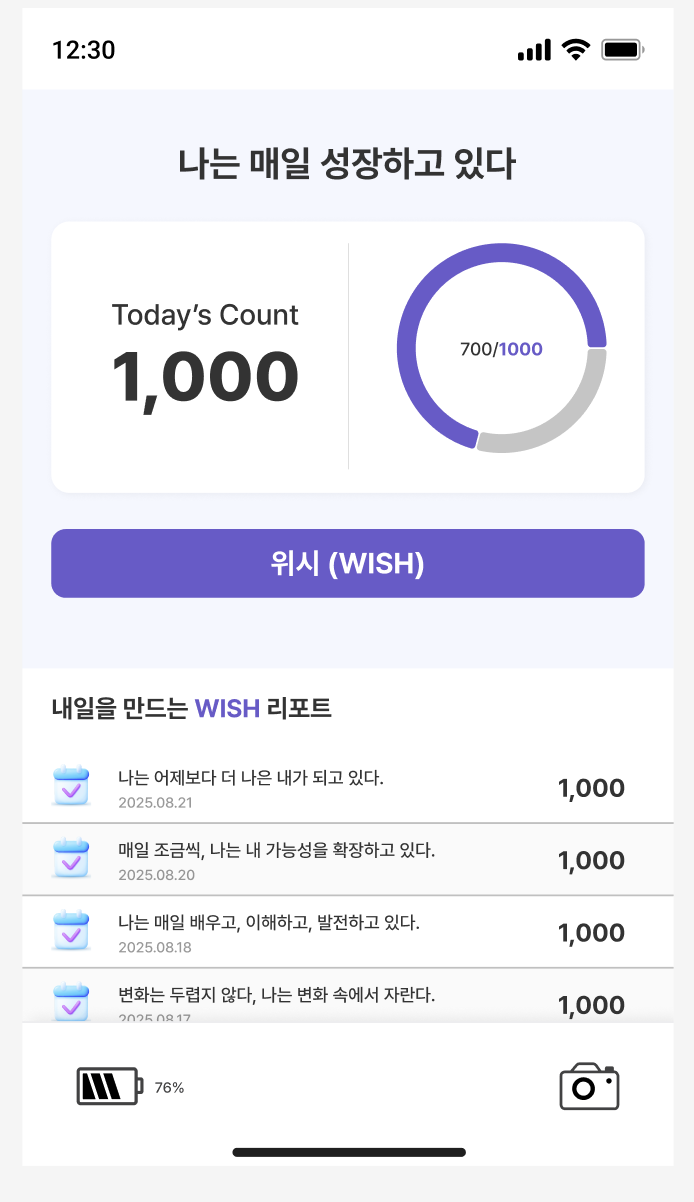 12:30
나는 매일 성장하고 있다
Today's Count
1,000
700/1000
위시 (WISH)
내일을 만드는 WISH 리포트
나는 어제보다 더 나은 내가 되고 있다.
2025.08.21
1,000
매일 조금씩, 나는 내 가능성을 확장하고 있다.
2025.08.20
1,000
나는 매일 배우고, 이해하고, 발전하고 있다.
2025.08.18
1,000
변화는 두렵지 않다, 나는 변화 속에서 자란다.
2025.08.17
1,000
76%